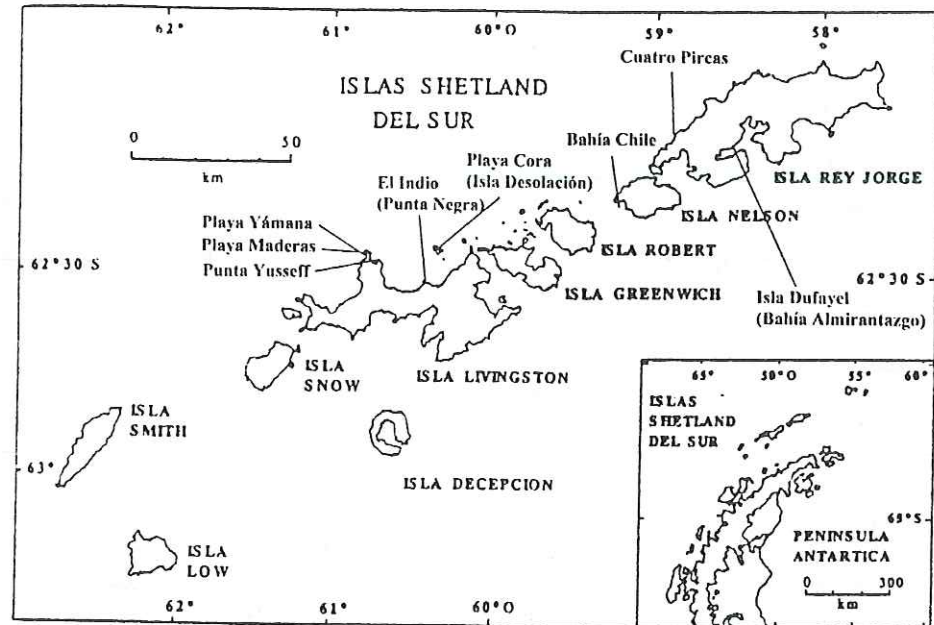 62°
61°
60°O
59°
58°
ISLAS SHETLAND
DEL SUR
0 50
km
Cuatro Pircas
Bahía Chile
Playa Cora
(Isla Desolación)
El Indio
(Punta Negra)
Playa Yámana
Playa Maderas
Punta Yusseff
ISLA REY JORGE
ISLA NELSON
ISLA ROBERT
ISLA GREENWICH
62°30 S
62°30 S
Isla Dufayel
(Bahía Almirantazgo)
ISLA
SNOW
ISLA LIVINGSTON
ISLA
SMITH
63°
ISLA DECEPCION
ISLA
LOW
62°
61°
60°O
65°
50°O
55°
60°
ISLAS
SHETLAND
DEL SUR
65°S
PENINSULA
ANTARTICA
0 300
km